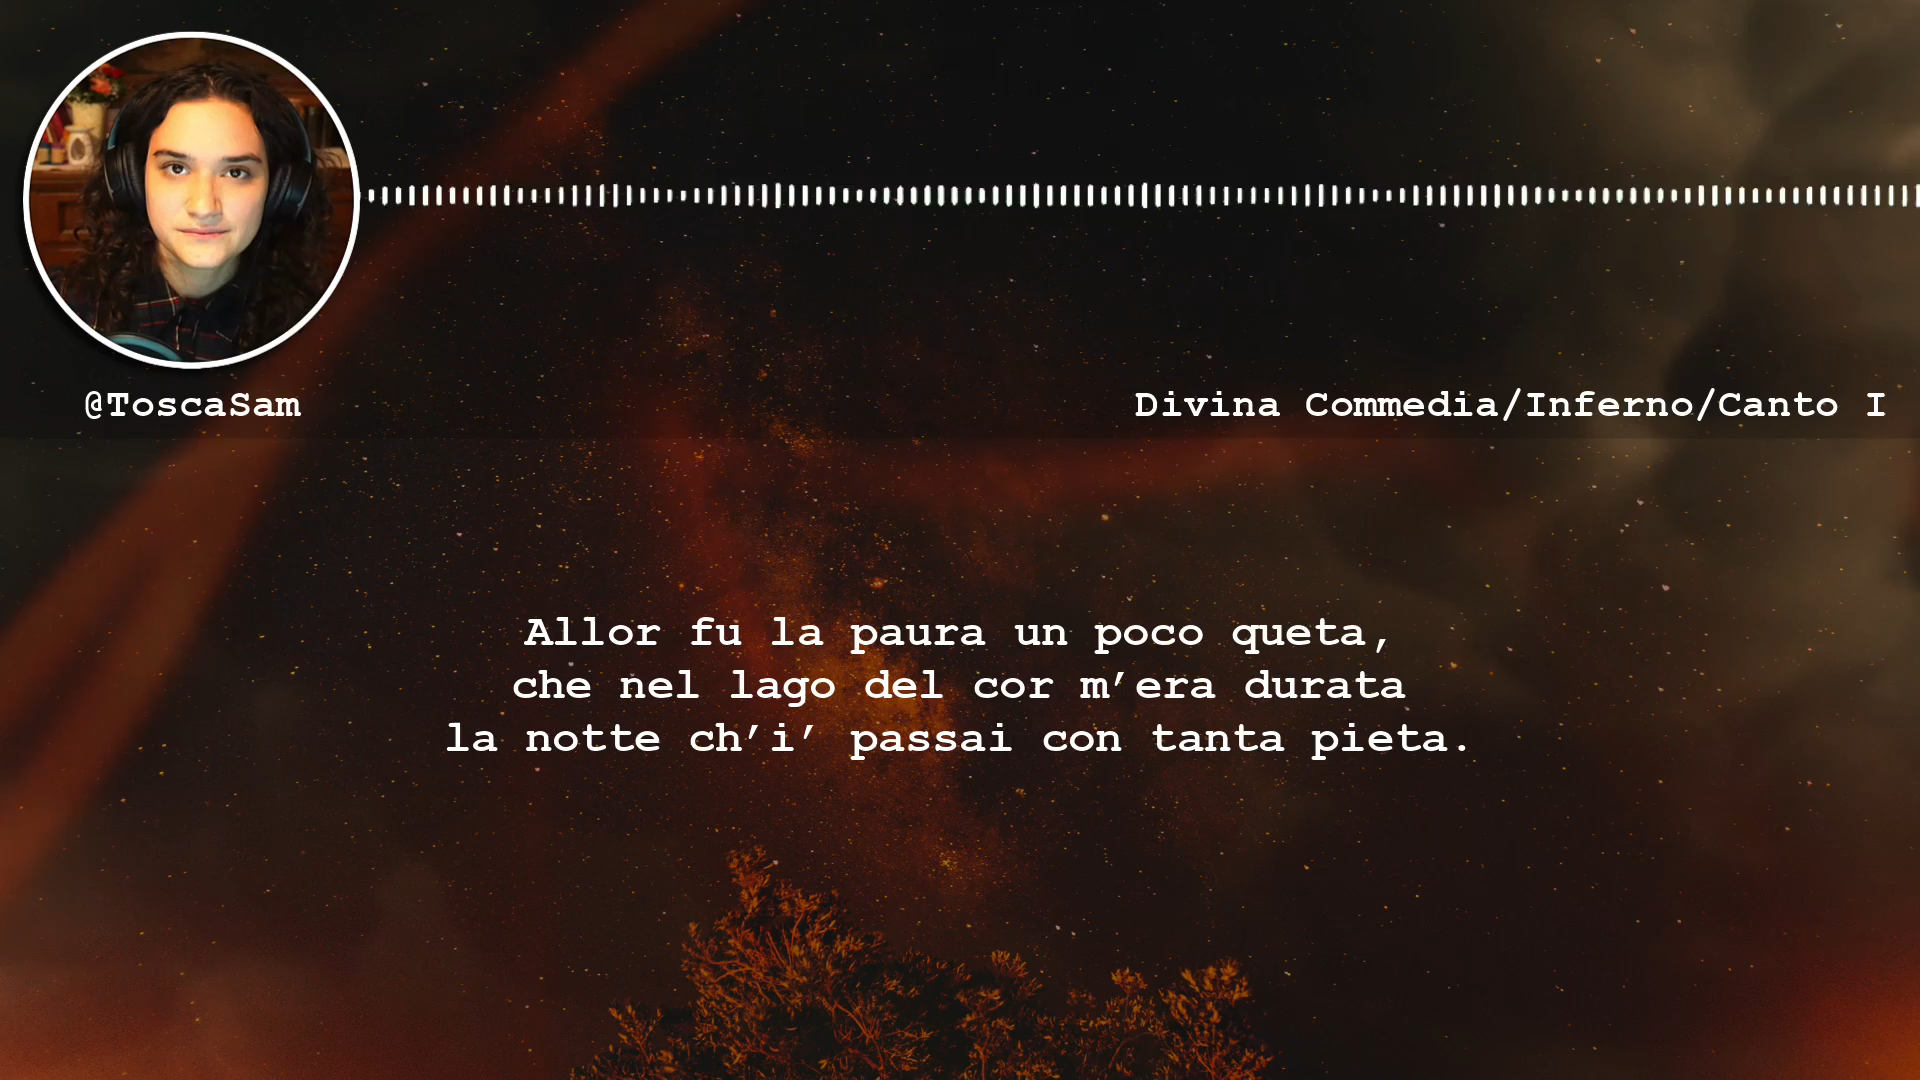 @ToscaSam
Divina Commedia/Inferno/Canto I
Allor fu la paura un poco queta,
che nel lago del cor m’era durata
la notte ch’i’ passai con tanta pieta.